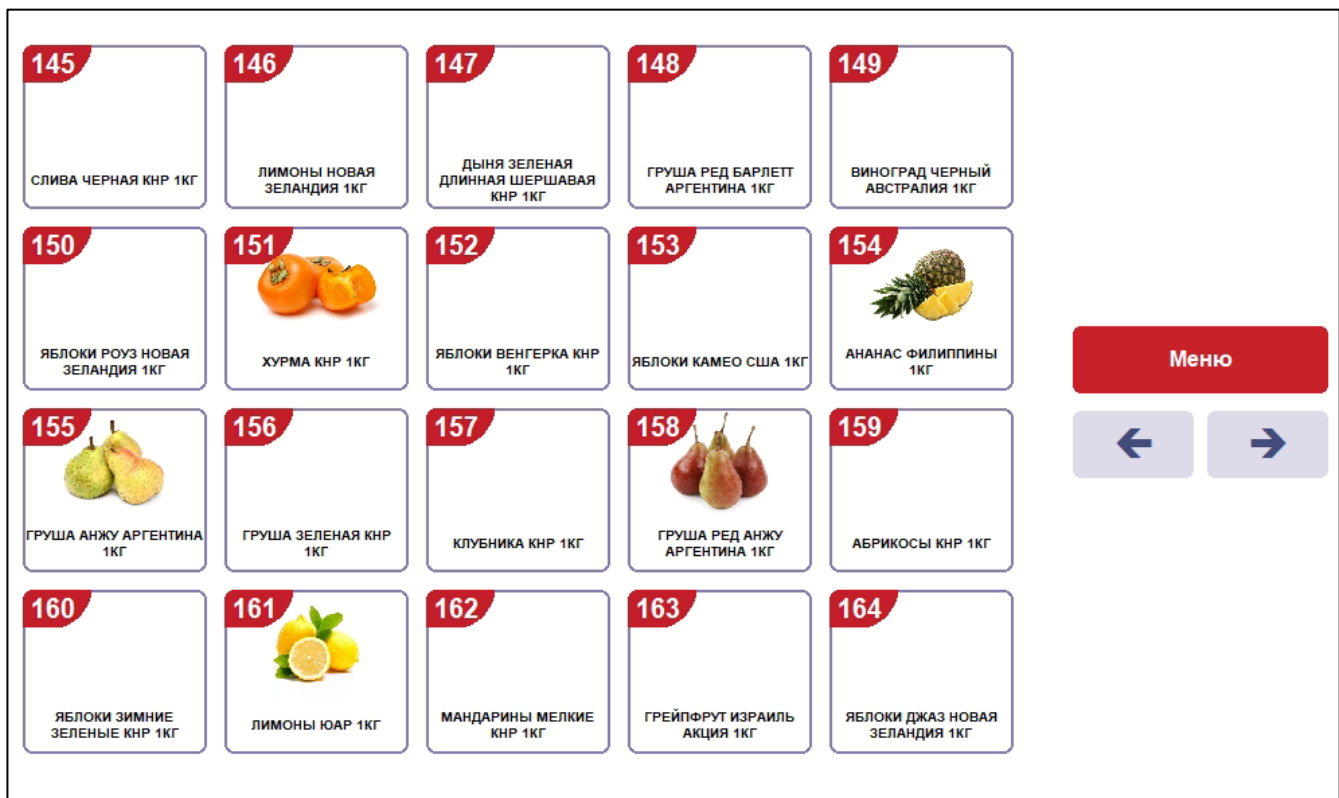 145
СЛИВА ЧЕРНАЯ КНР 1КГ
146
ЛИМОНЫ НОВАЯ
ЗЕЛАНДИЯ 1КГ
147
ДЫНЯ ЗЕЛЕНАЯ
ДЛИННАЯ ШЕРШАВАЯ
КНР 1КГ
148
ГРУША РЕД БАРЛЕТТ
АРГЕНТИНА 1КГ
149
ВИНОГРАД ЧЕРНЫЙ
АВСТРАЛИЯ 1КГ
150
ЯБЛОКИ РОУЗ НОВАЯ
ЗЕЛАНДИЯ 1КГ
151
ХУРМА КНР 1КГ
152
ЯБЛОКИ ВЕНГЕРКА КНР
1КГ
153
ЯБЛОКИ КАМЕО США 1КГ
154
АНАНАС ФИЛИППИНЫ
1КГ
155
ГРУША АНЖУ АРГЕНТИНА
1КГ
156
ГРУША ЗЕЛЕНАЯ КНР
1КГ
157
КЛУБНИКА КНР 1КГ
158
ГРУША РЕД АНЖУ
АРГЕНТИНА 1КГ
159
АБРИКОСЫ КНР 1КГ
160
ЯБЛОКИ ЗИМНИЕ
ЗЕЛЕНЫЕ КНР 1КГ
161
ЛИМОНЫ ЮАР 1КГ
162
МАНДАРИНЫ МЕЛКИЕ
КНР 1КГ
163
ГРЕЙПФРУТ ИЗРАИЛЬ
АКЦИЯ 1КГ
164
ЯБЛОКИ ДЖАЗ НОВАЯ
ЗЕЛАНДИЯ 1КГ
Меню